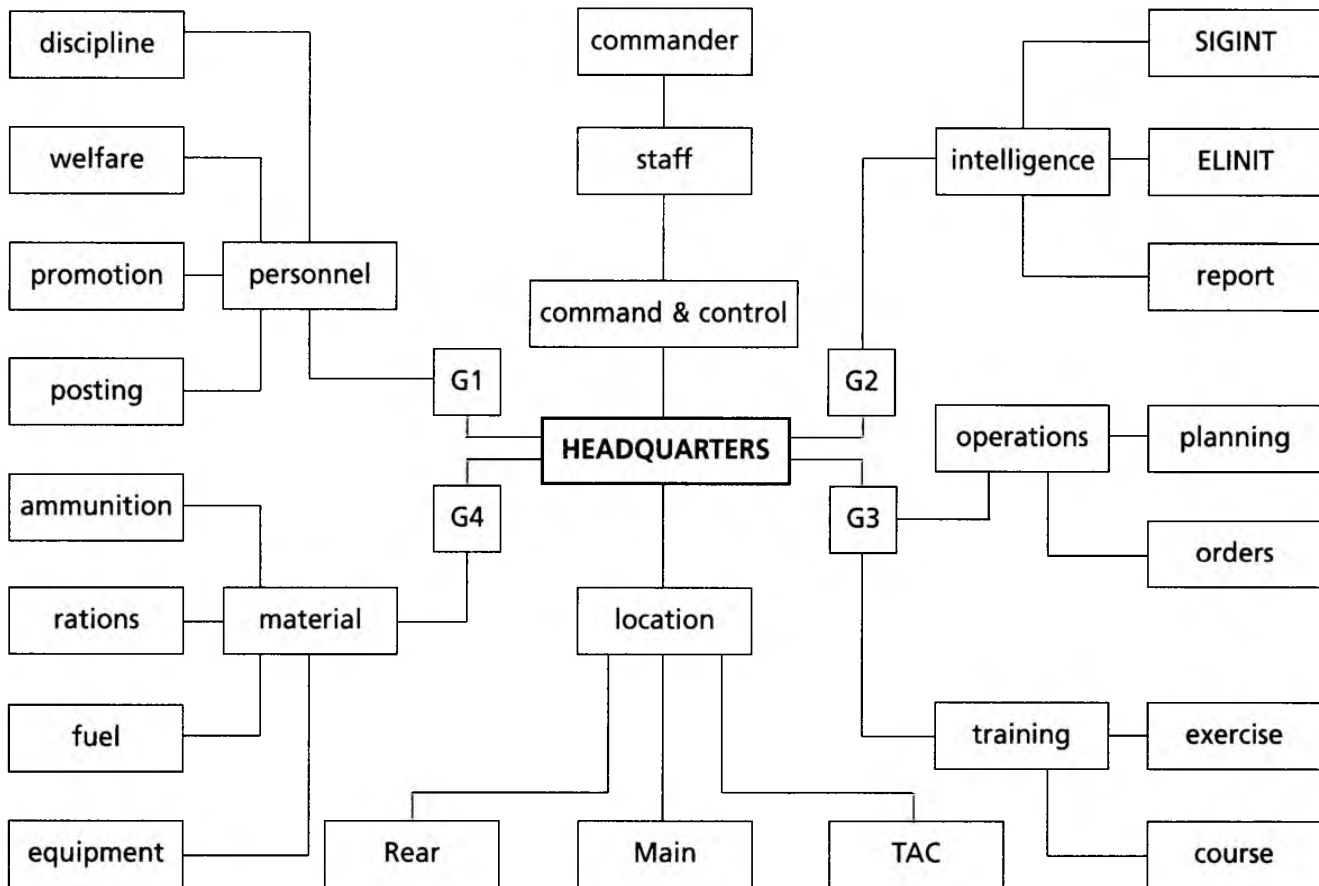 discipline
commander
SIGINT
welfare
staff
intelligence
ELINIT
promotion
personnel
report
command & control
posting
G1
G2
HEADQUARTERS
operations
planning
ammunition
G4
G3
orders
rations
material
location
fuel
training
exercise
equipment
Rear
Main
TAC
course